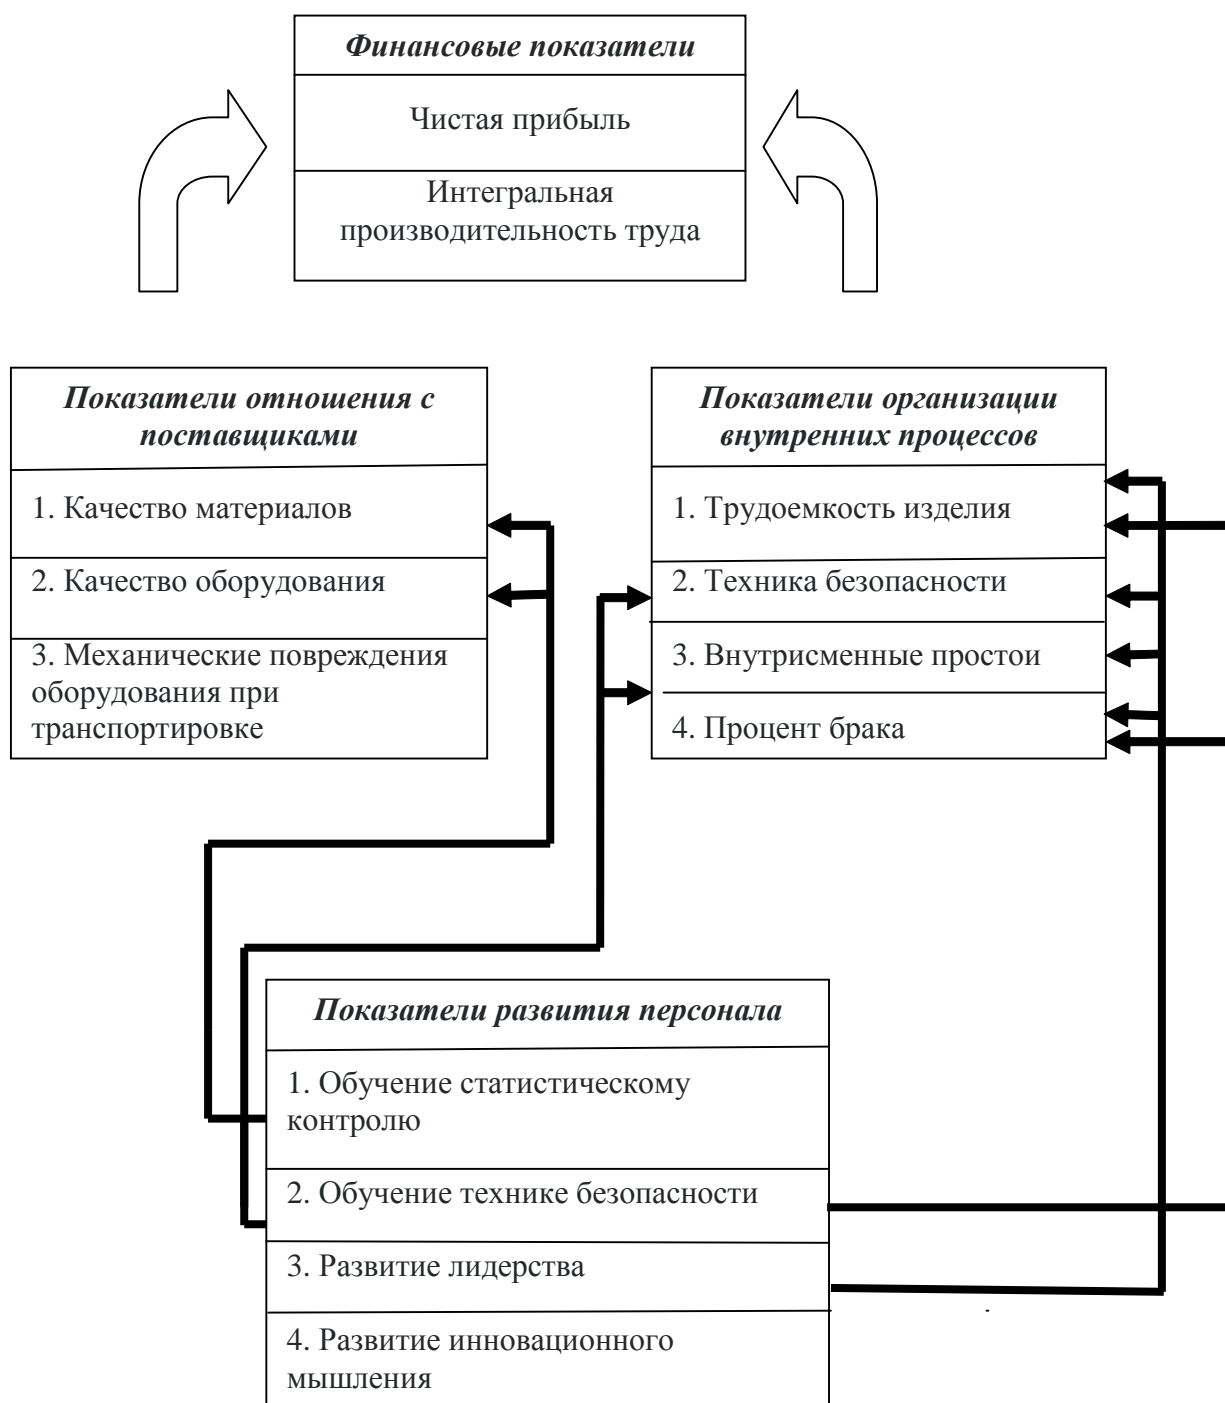 Финансовые показатели
Чистая прибыль
Интегральная
производительность труда
Показатели отношения с
поставщиками
1. Качество материалов
2. Качество оборудования
3. Механические повреждения
оборудования при
транспортировке
Показатели организации
внутренних процессов
1. Трудоемкость изделия
2. Техника безопасности
3. Внутрисменные простои
4. Процент брака
Показатели развития персонала
1. Обучение статистическому
контролю
2. Обучение технике безопасности
3. Развитие лидерства
4. Развитие инновационного
мышления